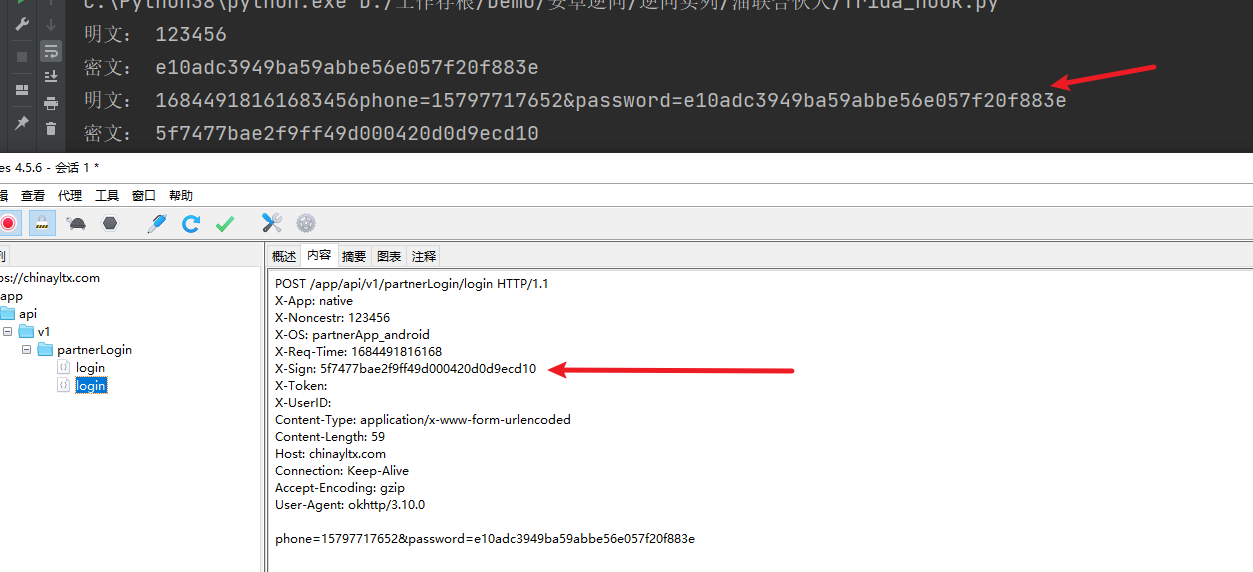 C:\Python38\python.exe D:/工作存根/Demo/安卓逆向/逆向实列/油联合伙人/frida_hook.py
明文: 123456
密文: e10adc3949ba59abbe56e057f20f883e
明文: 16844918161683456phone=15797717652&password=e10adc3949ba59abbe56e057f20f883e
密文: 5f7477bae2f9ff49d000420d0d9ecd10
es 4.5.6 - 会话 1 *
辑 查看 代理 工具 窗口 帮助
列
概述 内容 摘要 图表 注释
ps://chinayltx.com
app
api
v1
partnerLogin
login
login
POST /app/api/v1/partnerLogin/login HTTP/1.1
X-App: native
X-Noncestr: 123456
X-OS: partnerApp_android
X-Req-Time: 1684491816168
X-Sign: 5f7477bae2f9ff49d000420d0d9ecd10
X-Token:
X-UserID:
Content-Type: application/x-www-form-urlencoded
Content-Length: 59
Host: chinayltx.com
Connection: Keep-Alive
Accept-Encoding: gzip
User-Agent: okhttp/3.10.0
phone=15797717652&password=e10adc3949ba59abbe56e057f20f883e